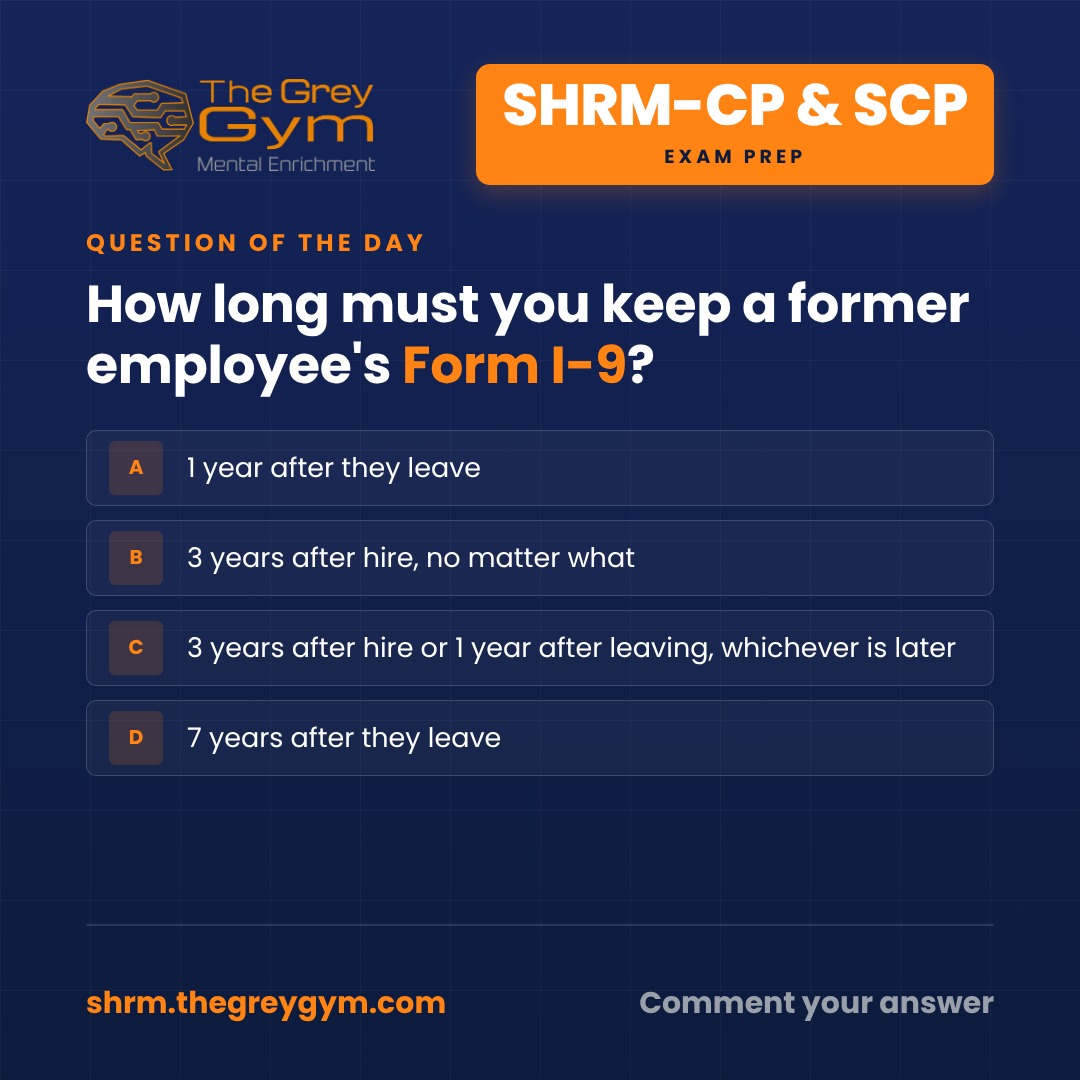 The Grey
Gym
Mental Enrichment
SHRM-CP & SCP
EXAM PREP
QUESTION OF THE DAY
How long must you keep a former
employee's Form I-9?
A
1 year after they leave
B
3 years after hire, no matter what
C
3 years after hire or 1 year after leaving, whichever is later
D
7 years after they leave
shrm.thegreygym.com
Comment your answer